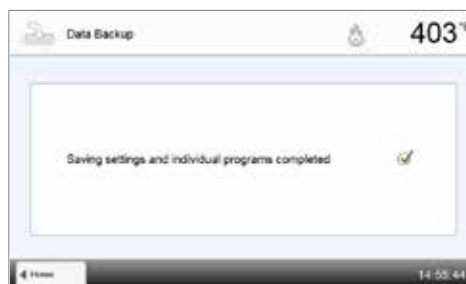 Data Backup
403°
Saving settings and individual programs completed
Home
14:55:44